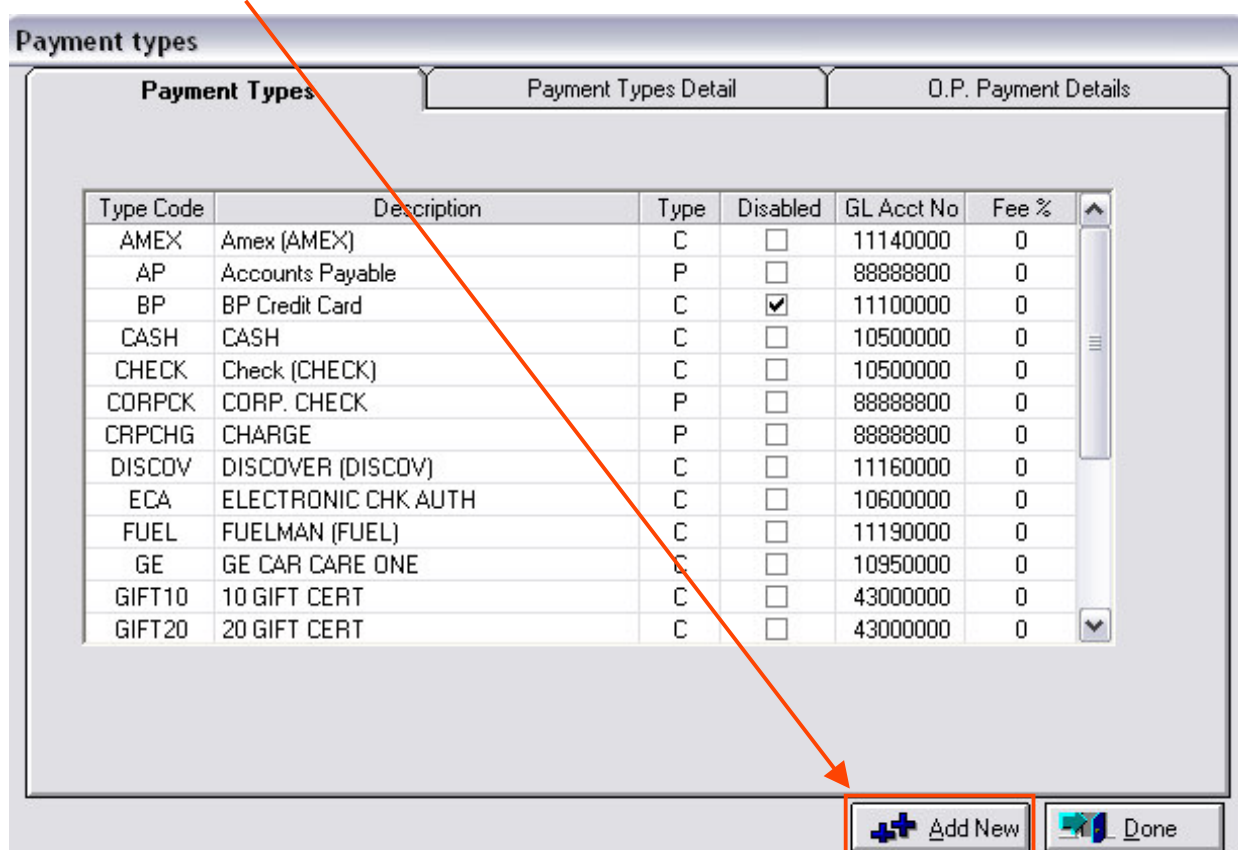 Payment types
Payment Types Payment Types Detail O.P. Payment Details
Type Code Description Type Disabled GL Acct No Fee %
AMEX Amex (AMEX) C 11140000 0
AP Accounts Payable P 88888800 0
BP BP Credit Card C 11100000 0
CASH CASH C 10500000 0
CHECK Check (CHECK) C 10500000 0
CORPCK CORP. CHECK P 88888800 0
CRPCHG CHARGE P 88888800 0
DISCOV DISCOVER (DISCOV) C 11160000 0
ECA ELECTRONIC CHK AUTH C 10600000 0
FUEL FUELMAN (FUEL) C 11190000 0
GE GE CAR CARE ONE C 10950000 0
GIFT10 10 GIFT CERT C 43000000 0
GIFT20 20 GIFT CERT C 43000000 0
Add New Done